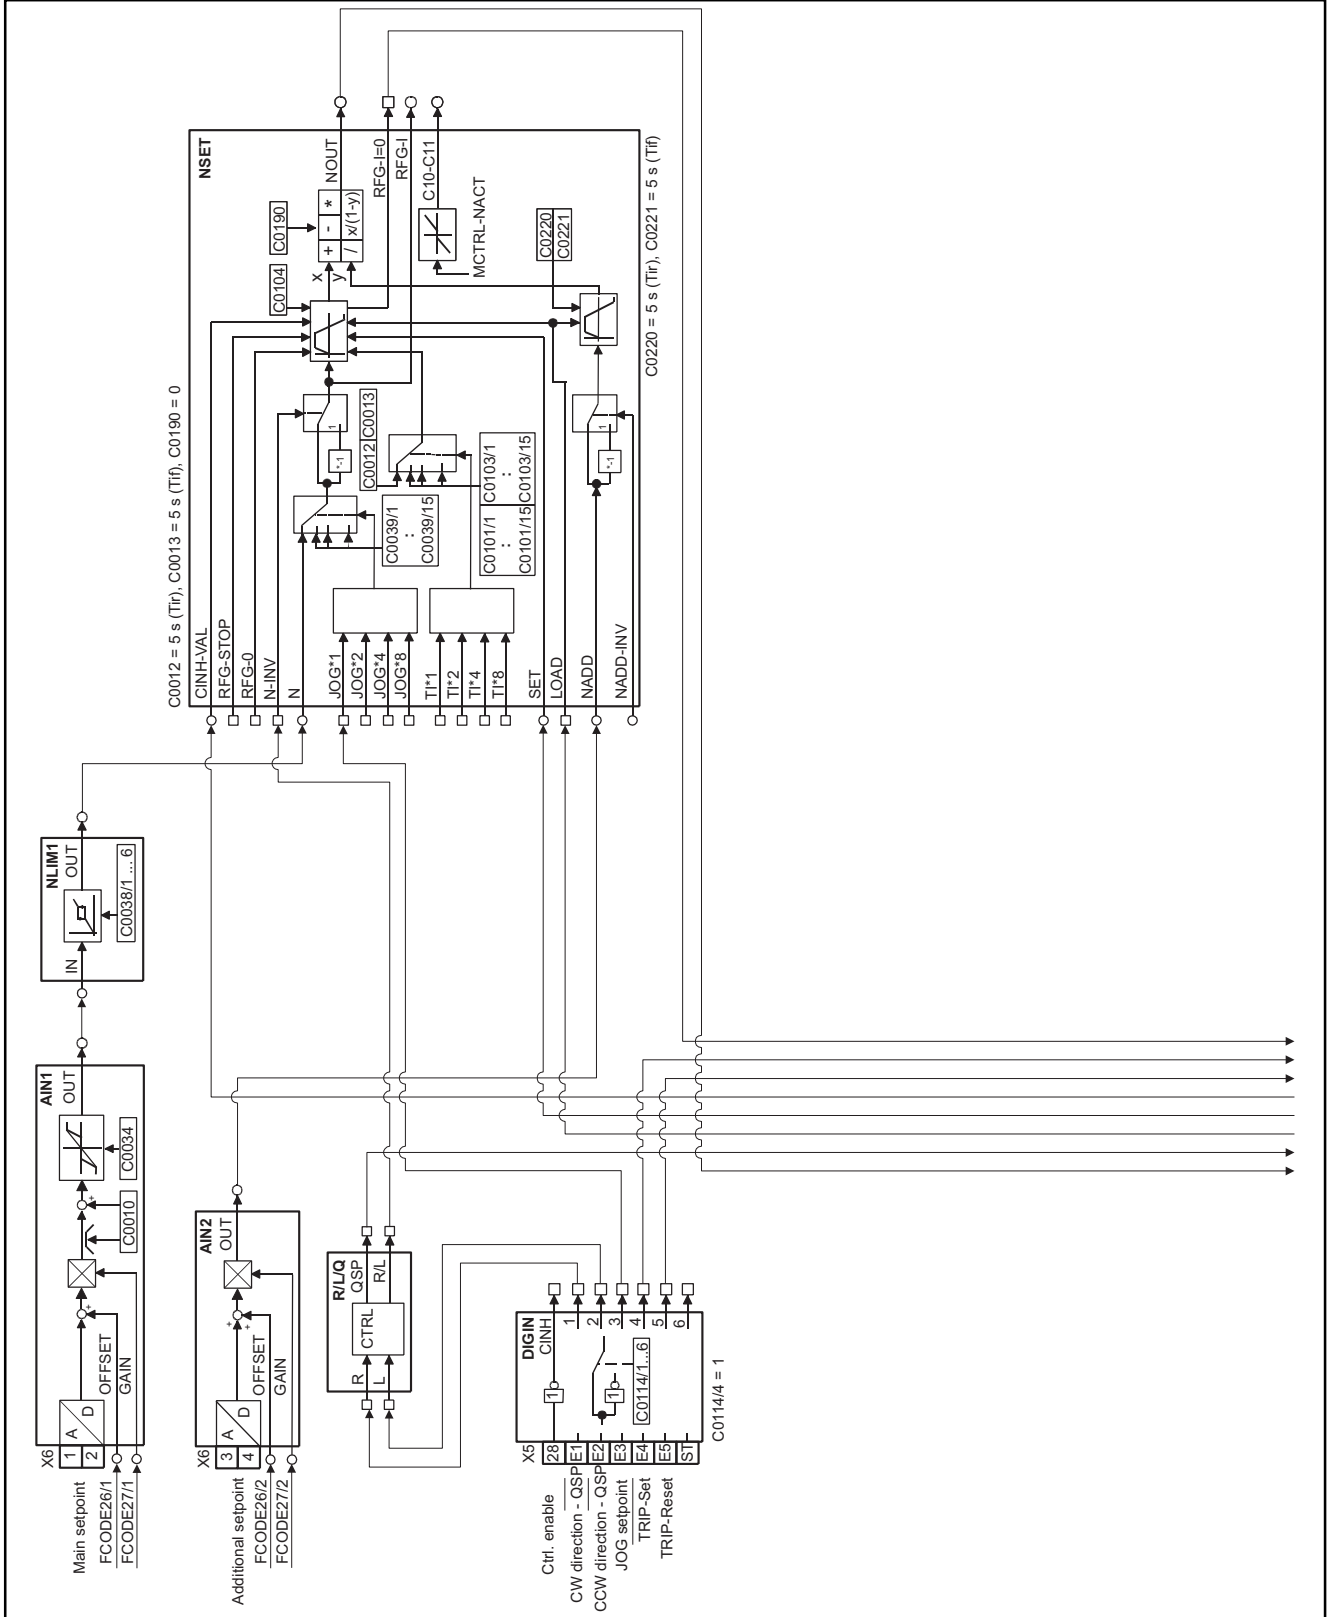 Main setpoint
FCODE26/1
FCODE27/1
X6
1
2
A
D
OFFSET
GAIN
+
C0010
+
C0034
AIN1
OUT
IN
NLIM1
OUT
C0038/1 ... 6
Additional setpoint
FCODE26/2
FCODE27/2
X6
3
4
A
D
OFFSET
GAIN
+
+
AIN2
OUT
R/L/Q
R
L
CTRL
QSP
R/L
Ctrl. enable
CW direction - QSP
CCW direction - QSP
JOG setpoint
TRIP-Set
TRIP-Reset
X5
28
E1
E2
E3
E4
E5
ST
DIGIN
CINH
1
1
1
2
3
4
5
6
C0114/1...6
C0114/4 = 1
C0012 = 5 s (Tir), C0013 = 5 s (Tif), C0190 = 0
NSET
CINH-VAL
RFG-STOP
RFG-0
N-INV
N
JOG*1
JOG*2
JOG*4
JOG*8
TI*1
TI*2
TI*4
TI*8
SET
LOAD
NADD
NADD-INV
C0039/1
:
C0039/15
C0101/1
:
C0101/15
C0103/1
:
C0103/15
C0012
C0013
*-1
1
*-1
1
C0104
C0190
x
y
+
-
*
/
x/(1-y)
NOUT
RFG-I=0
RFG-I
C10-C11
MCTRL-NACT
C0220
C0221
C0220 = 5 s (Tir), C0221 = 5 s (Tif)